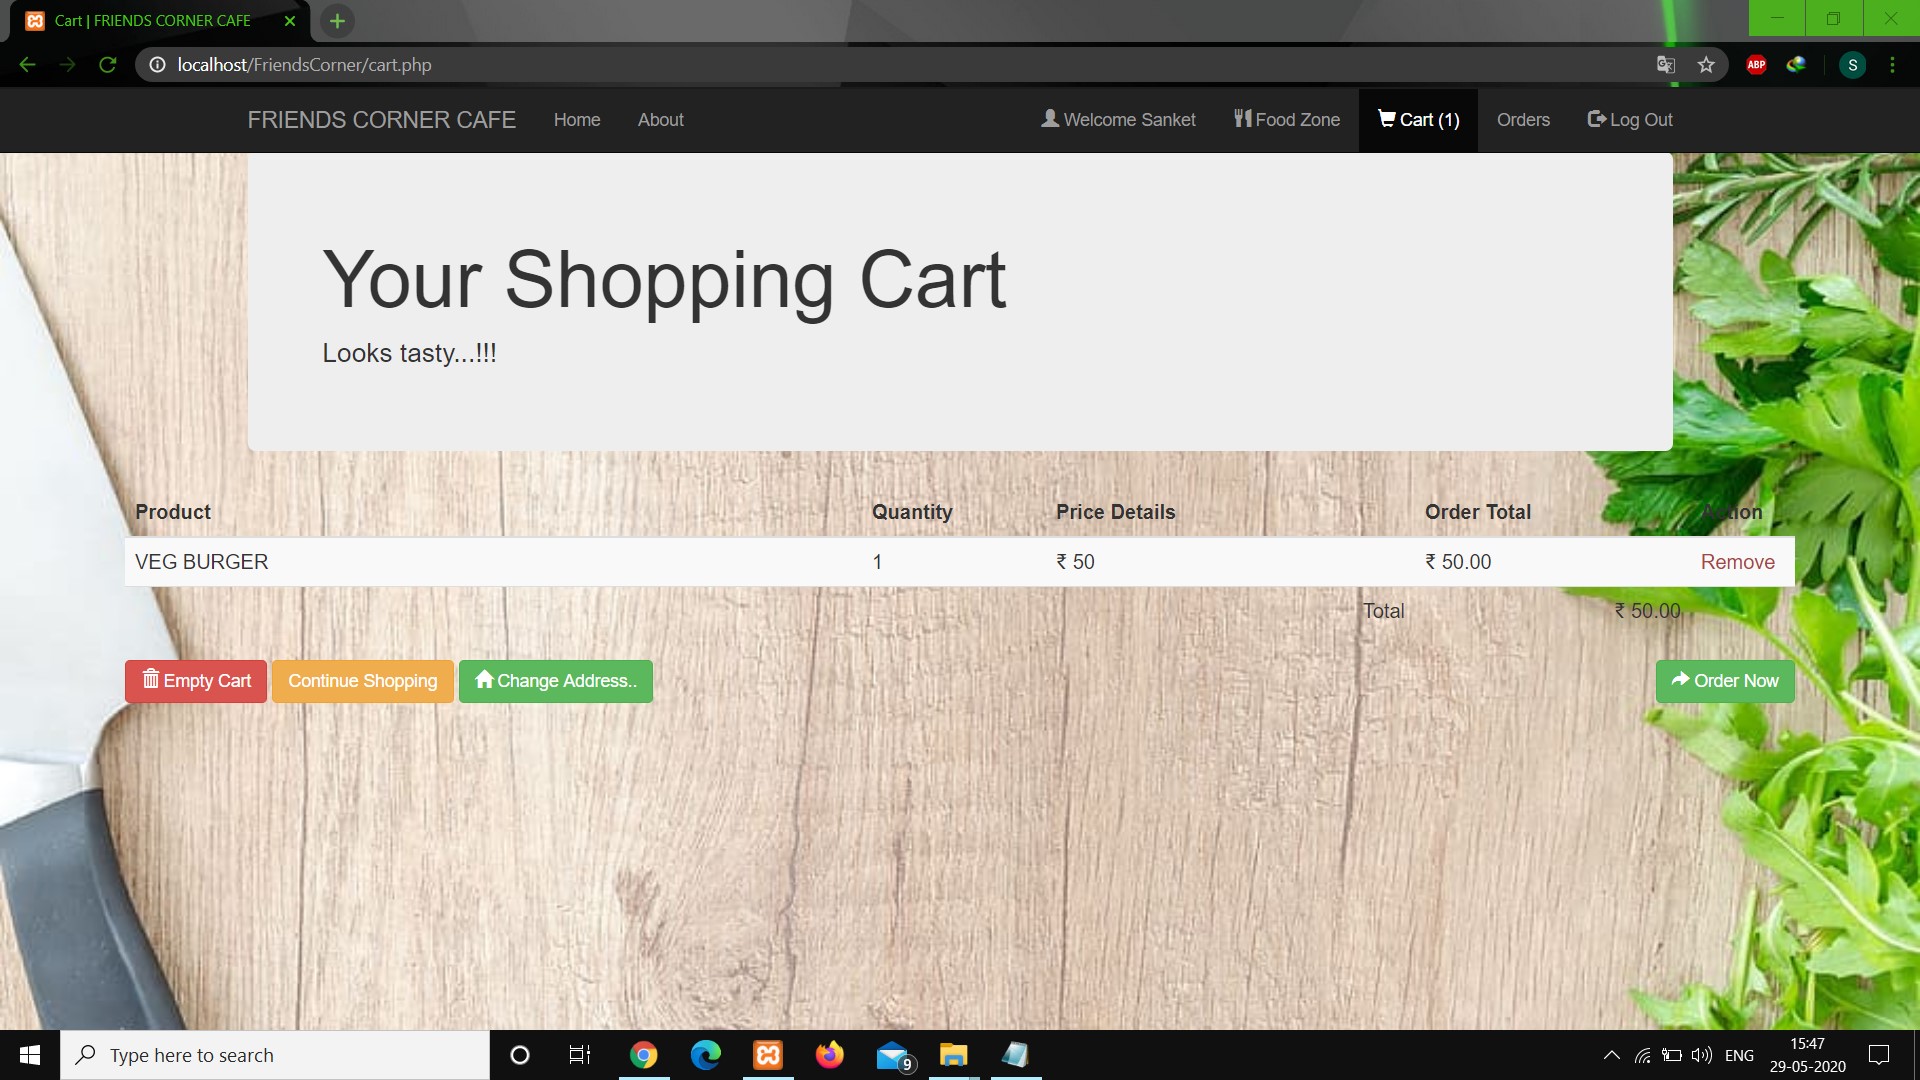 Cart | FRIENDS CORNER CAFE
localhost/FriendsCorner/cart.php
ABP
S
FRIENDS CORNER CAFE Home About Welcome Sanket Food Zone Cart (1) Orders Log Out
Your Shopping Cart
Looks tasty...!!!
Product Quantity Price Details Order Total Action
VEG BURGER 1 ₹ 50 ₹ 50.00 Remove
Total ₹ 50.00
Empty Cart Continue Shopping Change Address.. Order Now
Type here to search
9
ENG
15:47
29-05-2020